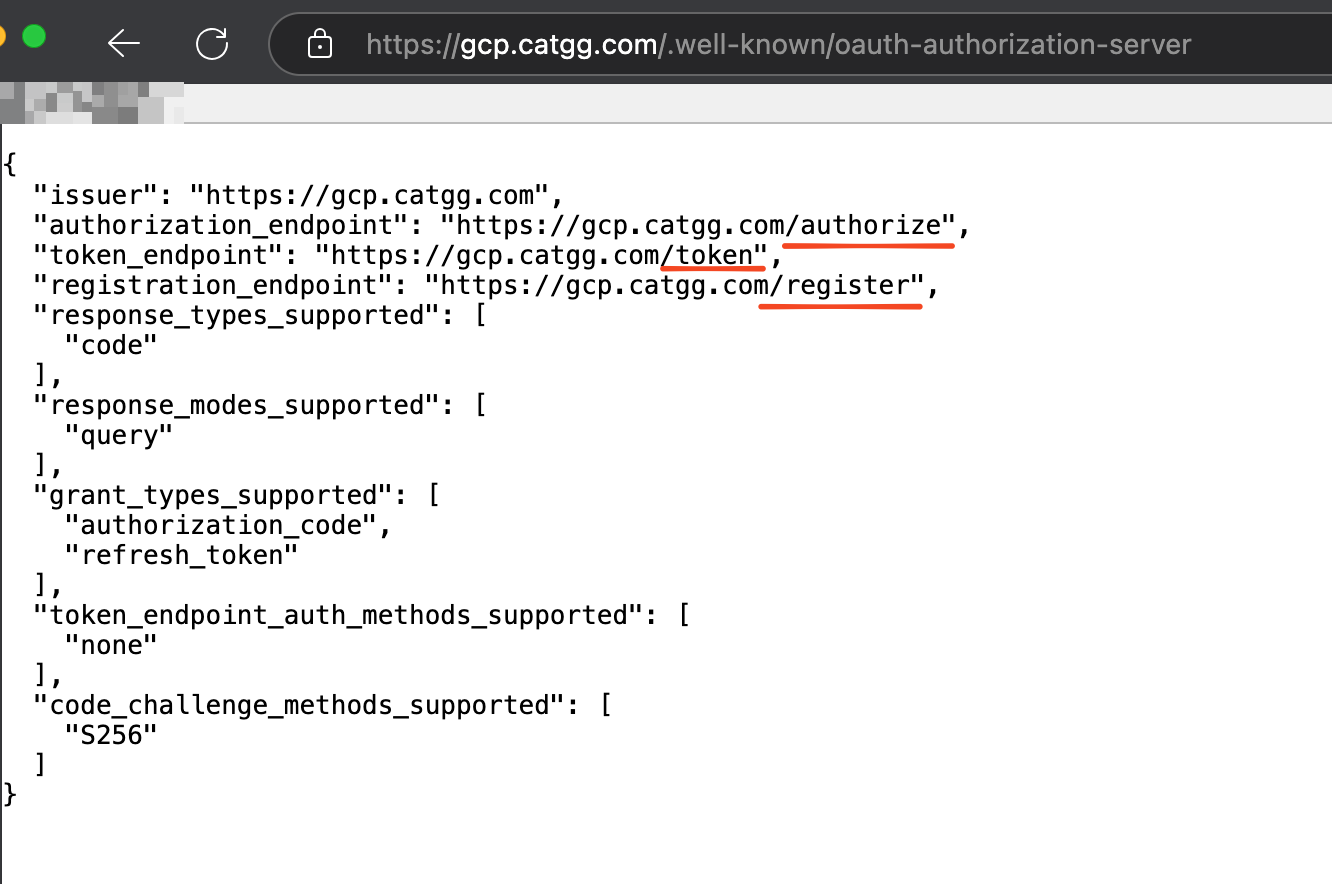 https://gcp.catgg.com/.well-known/oauth-authorization-server
{
  "issuer": "https://gcp.catgg.com",
  "authorization_endpoint": "https://gcp.catgg.com/authorize",
  "token_endpoint": "https://gcp.catgg.com/token",
  "registration_endpoint": "https://gcp.catgg.com/register",
  "response_types_supported": [
    "code"
  ],
  "response_modes_supported": [
    "query"
  ],
  "grant_types_supported": [
    "authorization_code",
    "refresh_token"
  ],
  "token_endpoint_auth_methods_supported": [
    "none"
  ],
  "code_challenge_methods_supported": [
    "S256"
  ]
}